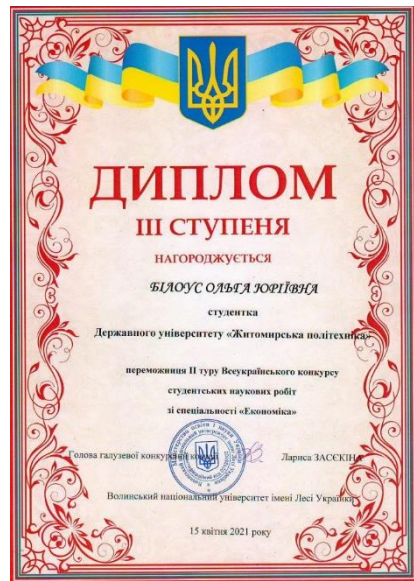 ДИПЛОМ
ІІІ СТУПЕНЯ
НАГОРОДЖУЄТЬСЯ
БІЛОУС ОЛЬГА ЮРІЇВНА
студентка
Державного університету «Житомирська політехніка»
переможниця ІІ туру Всеукраїнського конкурсу
студентських наукових робіт
зі спеціальності «Економіка»
Голова галузевої конкурсної Лариса ЗАСЄКІНА
Волинський національний університет імені Лесі Українки
15 квітня 2021 року